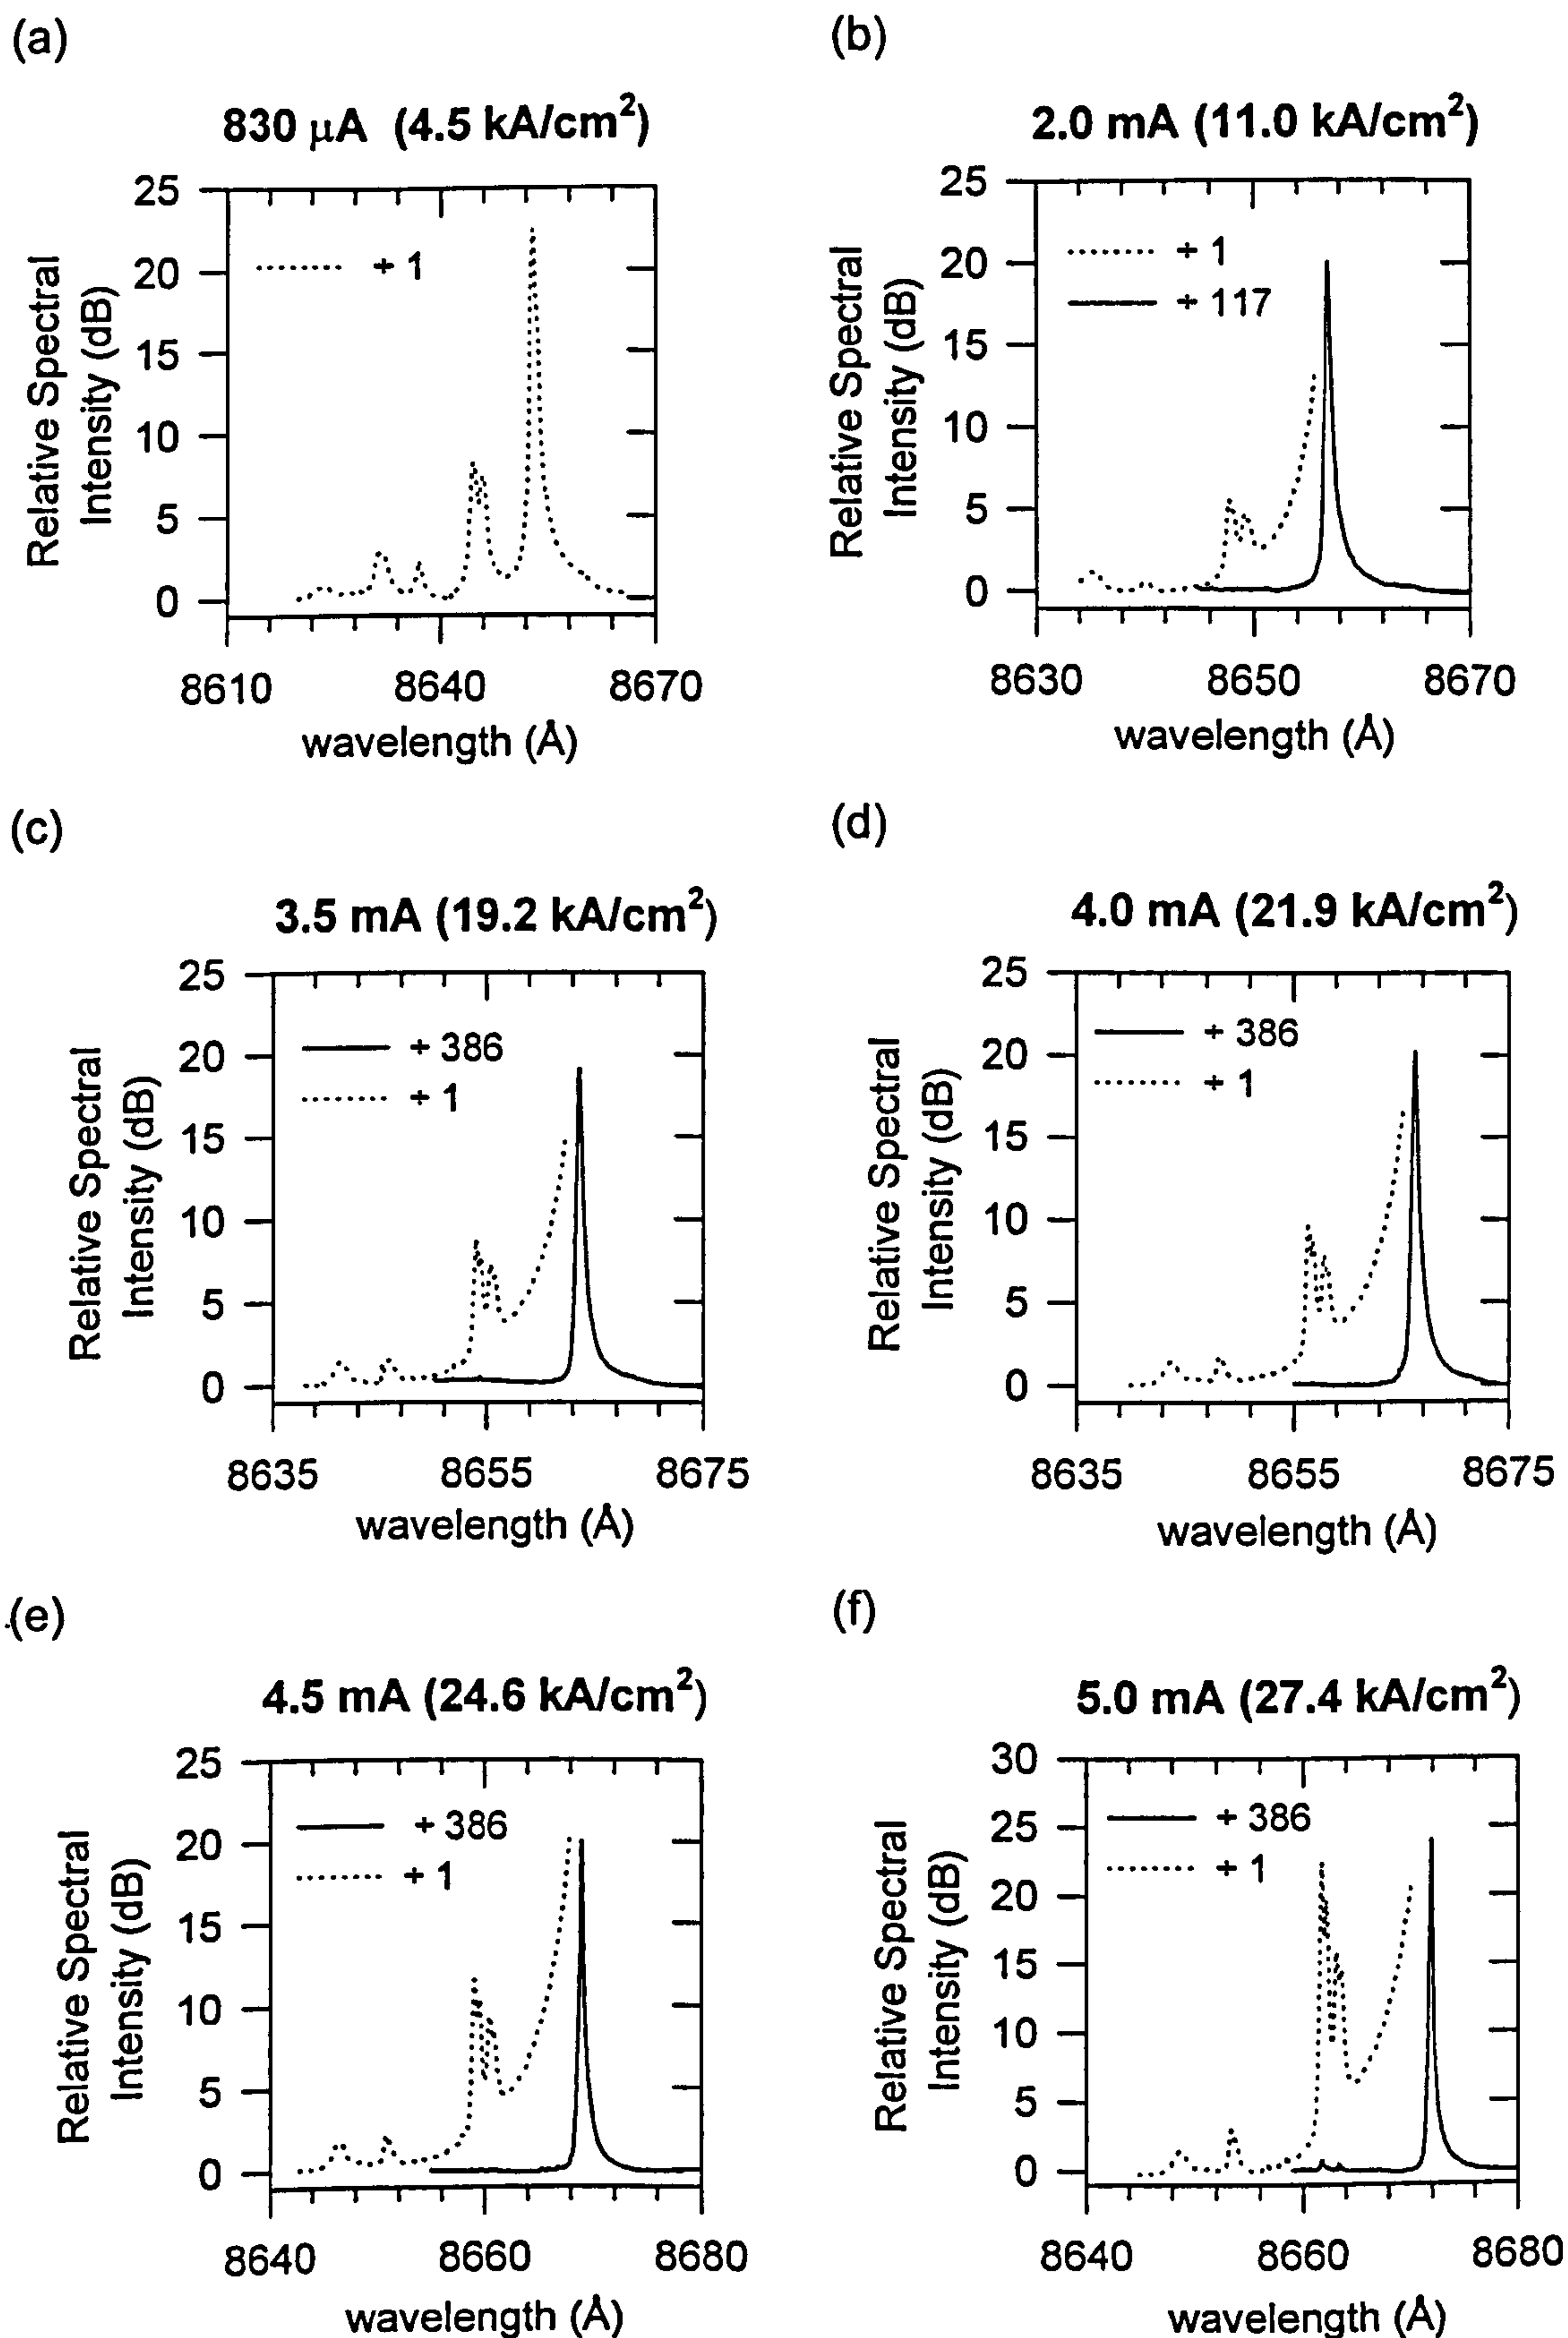 (a)
830 μA (4.5 kA/cm²)
Relative Spectral
Intensity (dB)
25
20
15
10
5
0
÷ 1
8610 8640 8670
wavelength (Å)
(b)
2.0 mA (11.0 kA/cm²)
Relative Spectral
Intensity (dB)
25
20
15
10
5
0
÷ 1
÷ 117
8630 8650 8670
wavelength (Å)
(c)
3.5 mA (19.2 kA/cm²)
Relative Spectral
Intensity (dB)
25
20
15
10
5
0
÷ 386
÷ 1
8635 8655 8675
wavelength (Å)
(d)
4.0 mA (21.9 kA/cm²)
Relative Spectral
Intensity (dB)
25
20
15
10
5
0
÷ 386
÷ 1
8635 8655 8675
wavelength (Å)
(e)
4.5 mA (24.6 kA/cm²)
Relative Spectral
Intensity (dB)
25
20
15
10
5
0
÷ 386
÷ 1
8640 8660 8680
wavelength (Å)
(f)
5.0 mA (27.4 kA/cm²)
Relative Spectral
Intensity (dB)
30
25
20
15
10
5
0
÷ 386
÷ 1
8640 8660 8680
wavelength (Å)